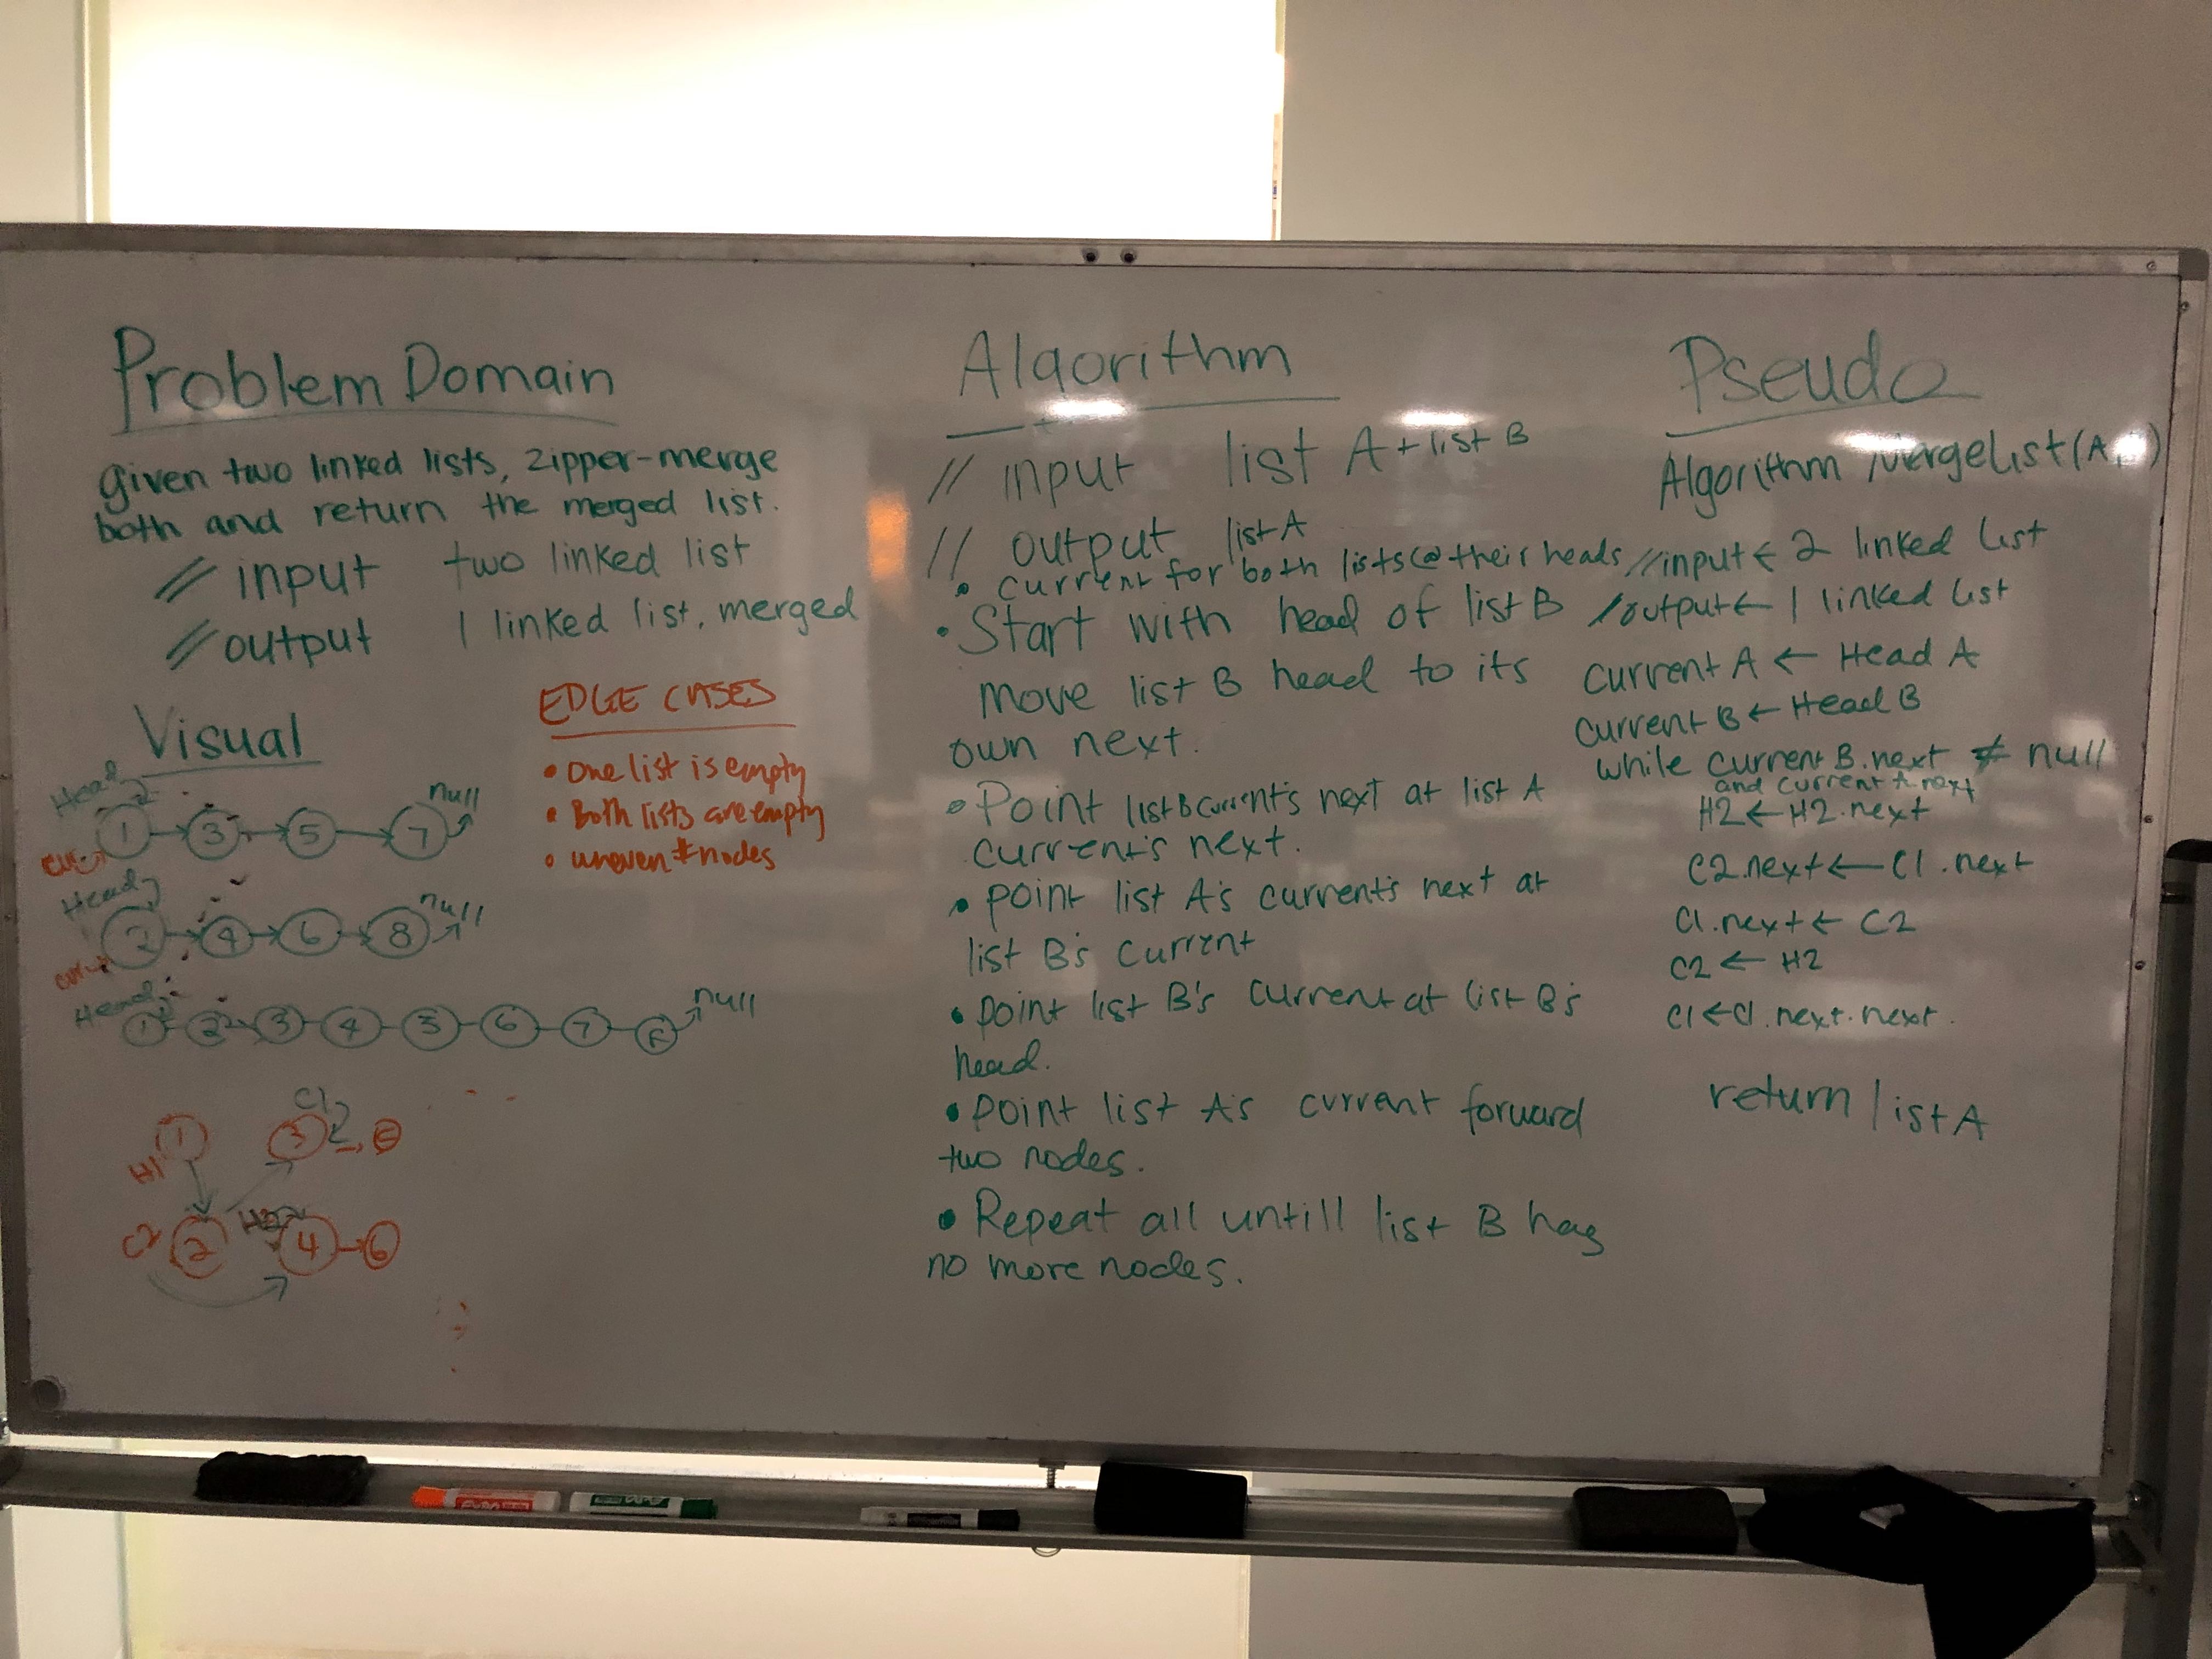 Problem Domain
Given two linked lists, Zipper-merge
both and return the merged list.
// input two linked list
// output 1 linked list, merged
Visual
Head
1 3 5 7 null
cur
Head
2 4 6 8 null
curr
Head
1 2 3 4 5 6 7 8 null
C1
1 3
H1
C2 2 H2 4 6
EDGE CASES
• One list is empty
• Both lists are empty
• uneven # nodes
Algorithm
// input list A + list B
// output list A
• current for both lists @ their heads
• Start with head of list B
move list B head to its
own next.
• Point list B current's next at list A
current's next.
• point list A's current's next at
list B's current
• point list B's current at list B's
head.
• Point list A's current forward
two nodes.
• Repeat all untill list B has
no more nodes.
Pseudo
Algorithm MergeList(A,
//input ← 2 linked list
/output ← 1 linked list
Current A ← Head A
Current B ← Head B
while current B.next ≠ null
and current A.next
H2 ← H2.next
C2.next ← C1.next
C1.next ← C2
C2 ← H2
C1 ← C1.next.next.
return list A